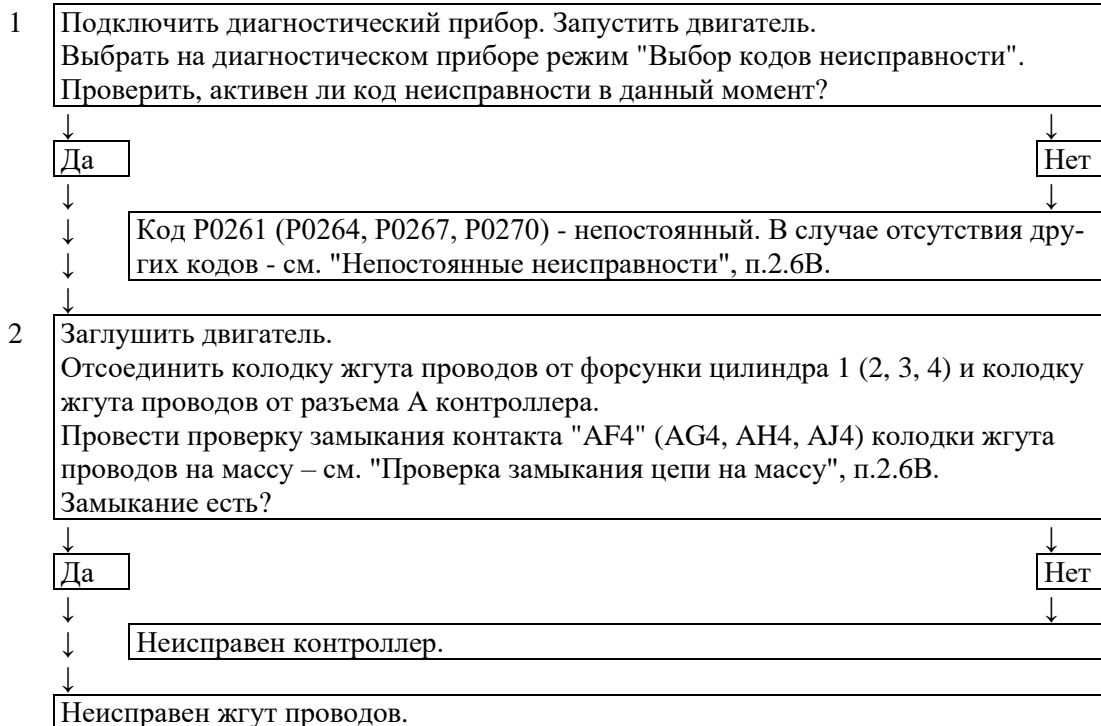 1 Подключить диагностический прибор. Запустить двигатель.
Выбрать на диагностическом приборе режим "Выбор кодов неисправности".
Проверить, активен ли код неисправности в данный момент?
↓ ↓
Да Нет
↓ ↓
↓ Код Р0261 (Р0264, Р0267, Р0270) - непостоянный. В случае отсутствия дру-
↓ гих кодов - см. "Непостоянные неисправности", п.2.6В.
↓
2 Заглушить двигатель.
Отсоединить колодку жгута проводов от форсунки цилиндра 1 (2, 3, 4) и колодку
жгута проводов от разъема А контроллера.
Провести проверку замыкания контакта "AF4" (AG4, AH4, AJ4) колодки жгута
проводов на массу – см. "Проверка замыкания цепи на массу", п.2.6В.
Замыкание есть?
↓ ↓
Да Нет
↓ ↓
↓ Неисправен контроллер.
↓
Неисправен жгут проводов.